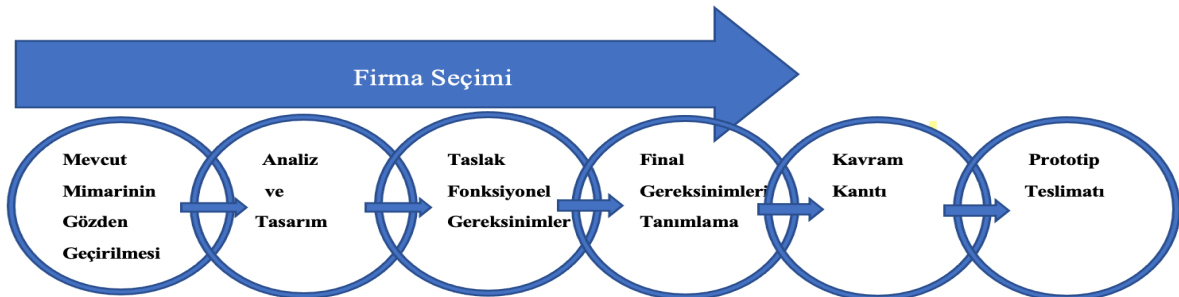 Firma Seçimi
Mevcut
Mimarinin
Gözden
Geçirilmesi
Analiz
ve
Tasarım
Taslak
Fonksiyonel
Gereksinimler
Final
Gereksinimleri
Tanımlama
Kavram
Kanıtı
Prototip
Teslimatı